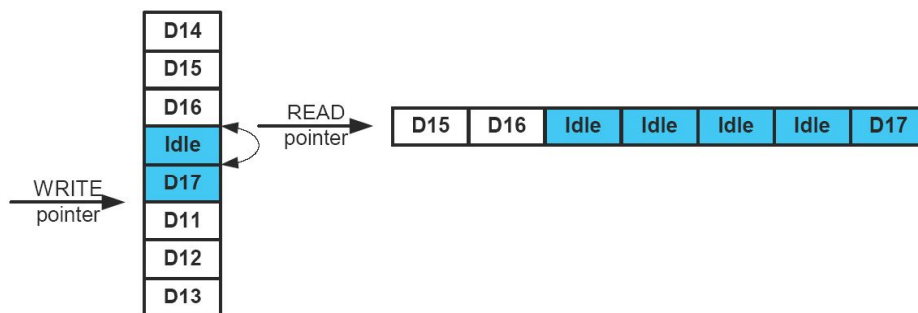 D14
D15
D16
Idle
D17
D11
D12
D13
WRITE
pointer
READ
pointer
D15 D16 Idle Idle Idle Idle D17